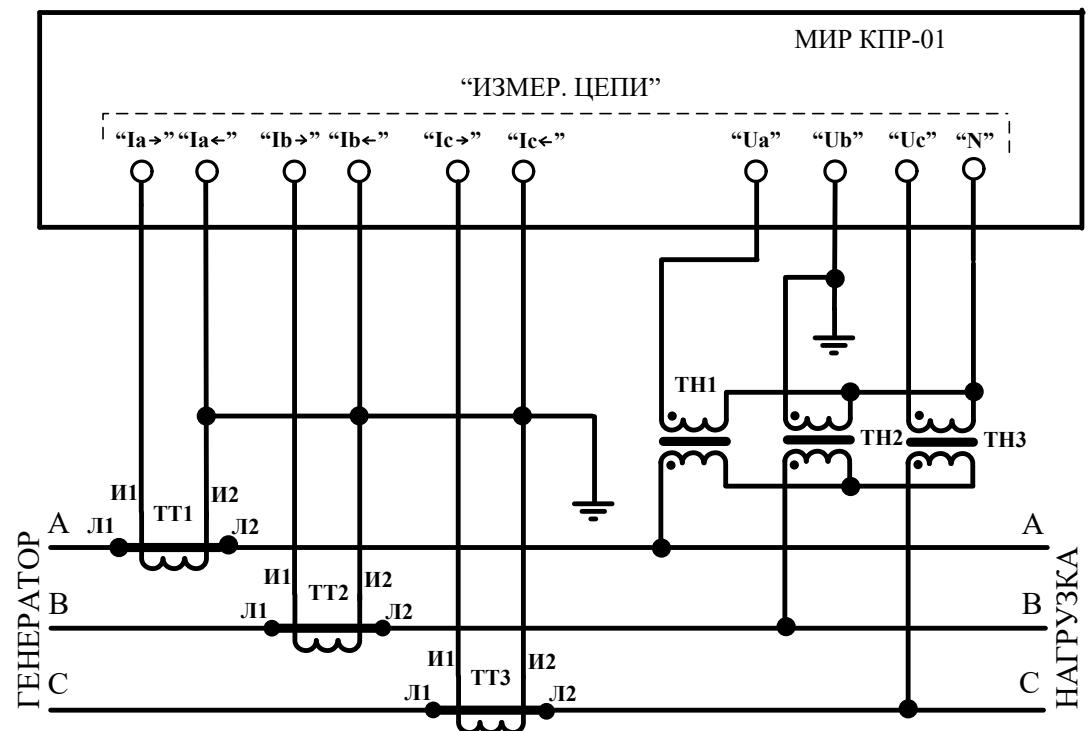 МИР КПР-01
“ИЗМЕР. ЦЕПИ”
“Ia→” “Ia←” “Ib→” “Ib←” “Ic→” “Ic←” “Ua” “Ub” “Uc” “N”
ТН1
ТН2
ТН3
И1
ТТ1
И2
A
Л1
Л2
A
И1
ТТ2
И2
B
Л1
Л2
B
И1
ТТ3
И2
C
Л1
Л2
C
ГЕНЕРАТОР
НАГРУЗКА